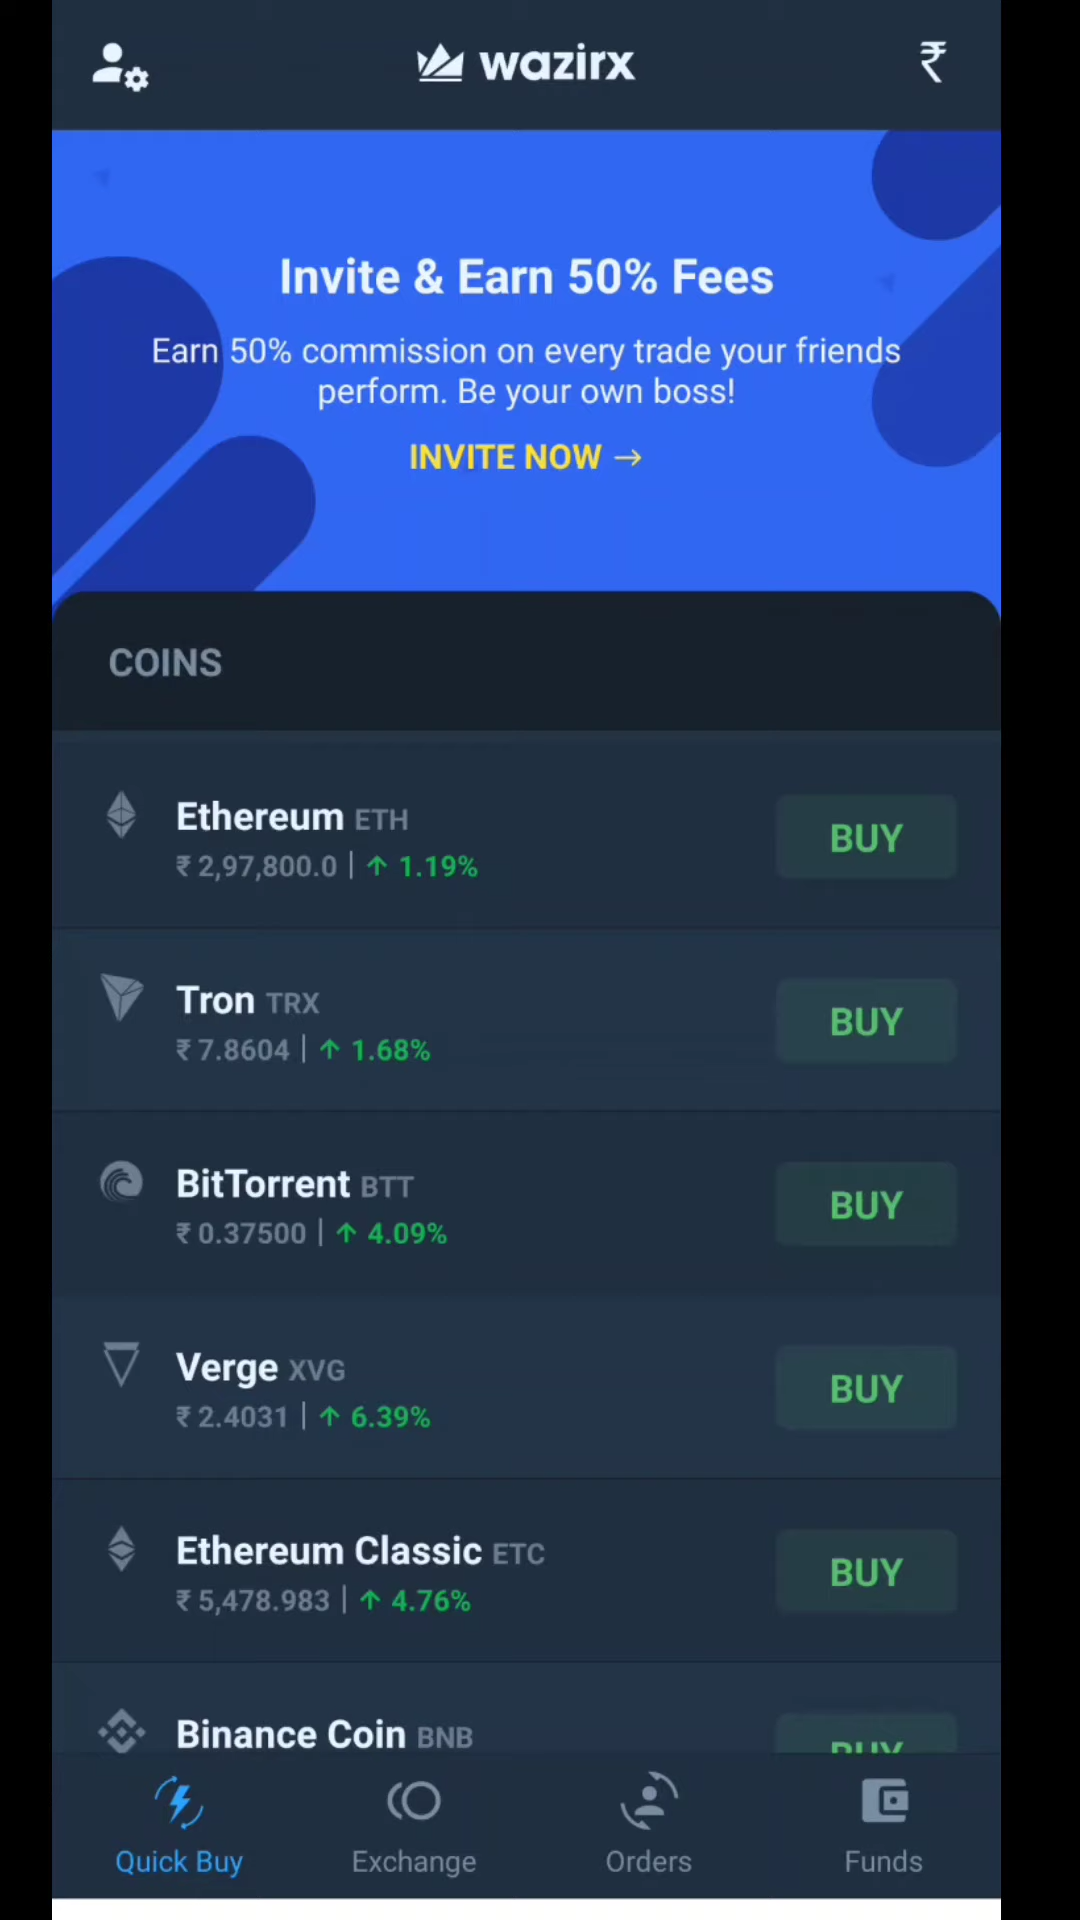 wazirx ₹
Invite & Earn 50% Fees
Earn 50% commission on every trade your friends
perform. Be your own boss!
INVITE NOW →
COINS
Ethereum ETH
₹ 2,97,800.0 | ↑ 1.19%
BUY
Tron TRX
₹ 7.8604 | ↑ 1.68%
BUY
BitTorrent BTT
₹ 0.37500 | ↑ 4.09%
BUY
Verge XVG
₹ 2.4031 | ↑ 6.39%
BUY
Ethereum Classic ETC
₹ 5,478.983 | ↑ 4.76%
BUY
Binance Coin BNB
BUY
Quick Buy Exchange Orders Funds